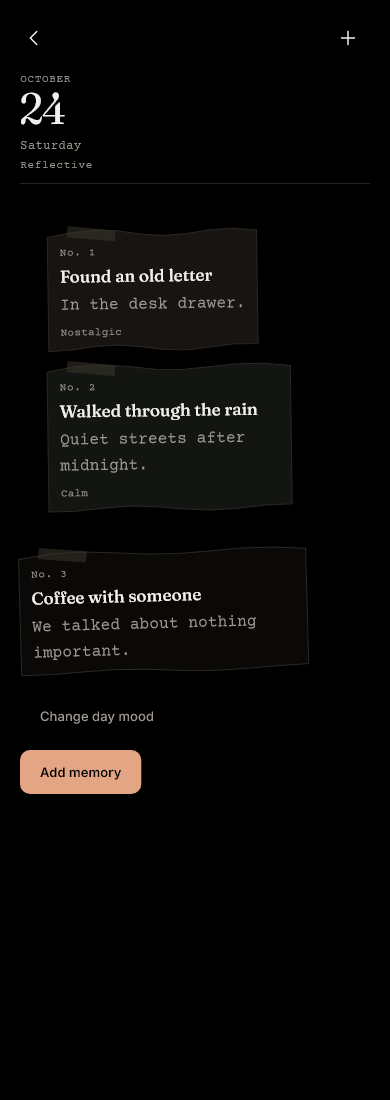 OCTOBER
24
Saturday
Reflective
No. 1
Found an old letter
In the desk drawer.
Nostalgic
No. 2
Walked through the rain
Quiet streets after
midnight.
Calm
No. 3
Coffee with someone
We talked about nothing
important.
Change day mood
Add memory